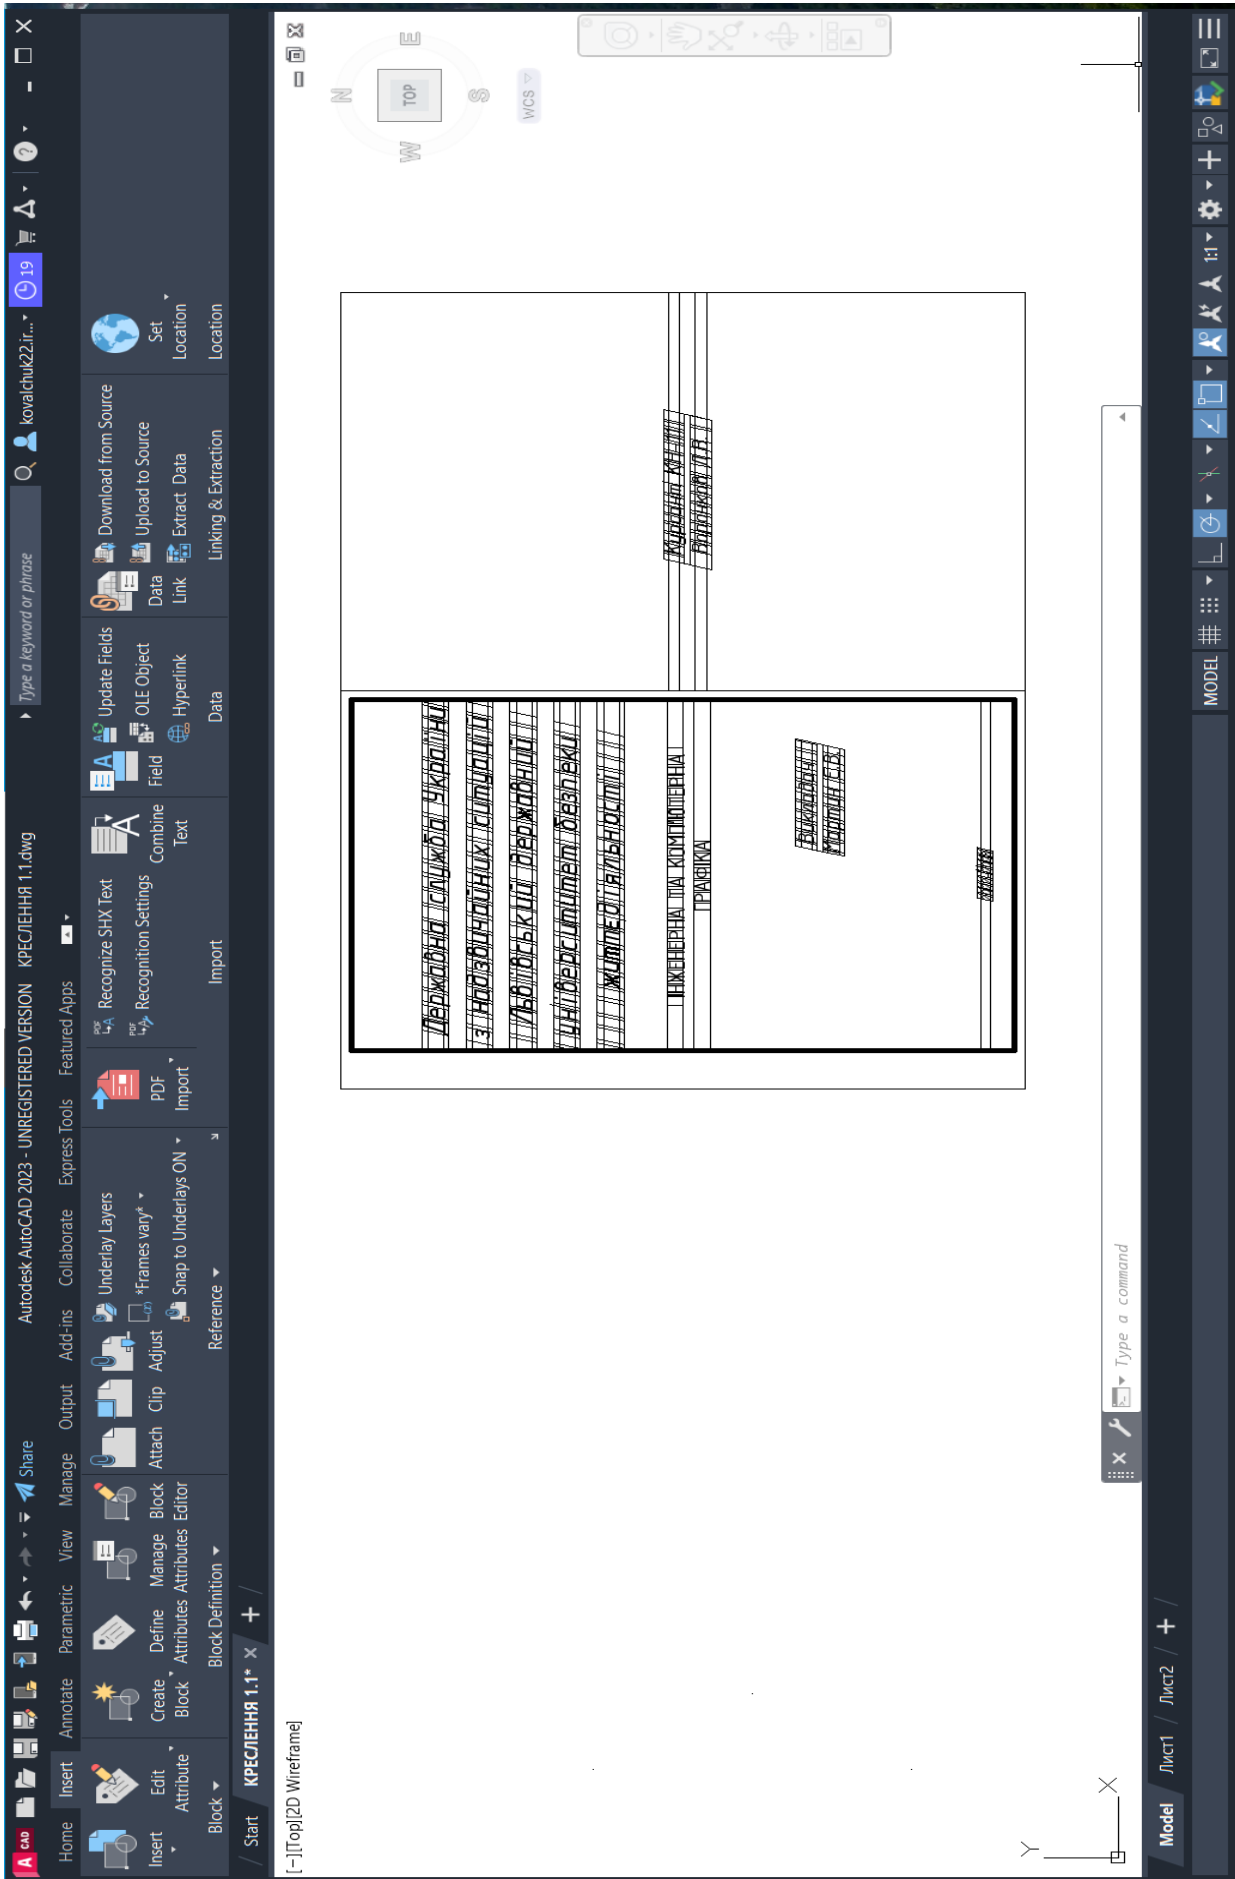 Autodesk AutoCAD 2023 - UNREGISTERED VERSION КРЕСЛЕННЯ 1.1.dwg
A CAD
Share
Type a keyword or phrase
kovalchuk22.ir...
19
Home Insert Annotate Parametric View Manage Output Add-ins Collaborate Express Tools Featured Apps
Insert
Edit Attribute
Create Block
Define Attributes
Manage Attributes
Block Editor
Attach
Clip
Adjust
Underlay Layers
*Frames vary*
Snap to Underlays ON
PDF Import
Recognize SHX Text
Recognition Settings
Combine Text
Field
Update Fields
OLE Object
Hyperlink
Data Link
Download from Source
Upload to Source
Extract Data
Set Location
Block
Block Definition
Reference
Import
Data
Linking & Extraction
Location
Start
КРЕСЛЕННЯ 1.1*
[−][Top][2D Wireframe]
N
E
TOP
W
S
WCS
Державна служба України
з надзвичайних ситуацій
Львівський державний
університет безпеки
життєдіяльності
ІНЖЕНЕРНА ТА КОМП'ЮТЕРНА
ГРАФІКА
Курсант
Викладач
Мартин Є.В.
Y
X
Type a command
Model
Лист1
Лист2
MODEL
1:1